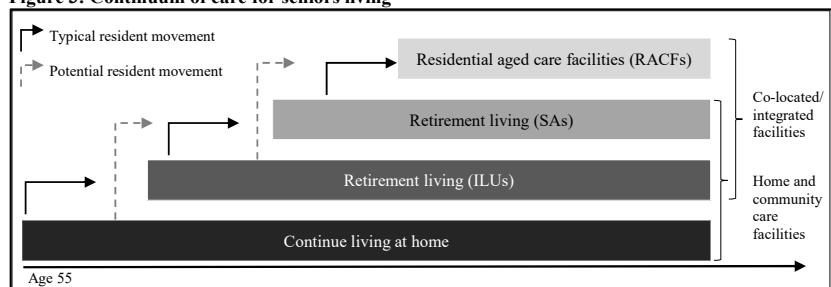 Figure 3: Continuum of care for seniors living
Typical resident movement
Potential resident movement
Residential aged care facilities (RACFs)
Retirement living (SAs)
Retirement living (ILUs)
Continue living at home
Co-located/
integrated
facilities
Home and
community
care
facilities
Age 55